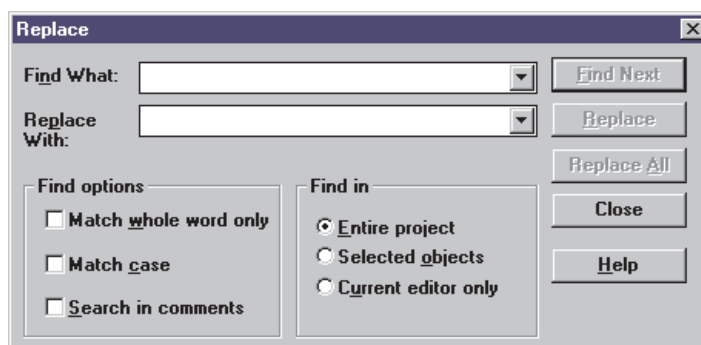 Replace
Find What:
Find Next
Replace
With:
Replace
Replace All
Find options
Find in
Close
Match whole word only
Entire project
Match case
Selected objects
Help
Search in comments
Current editor only